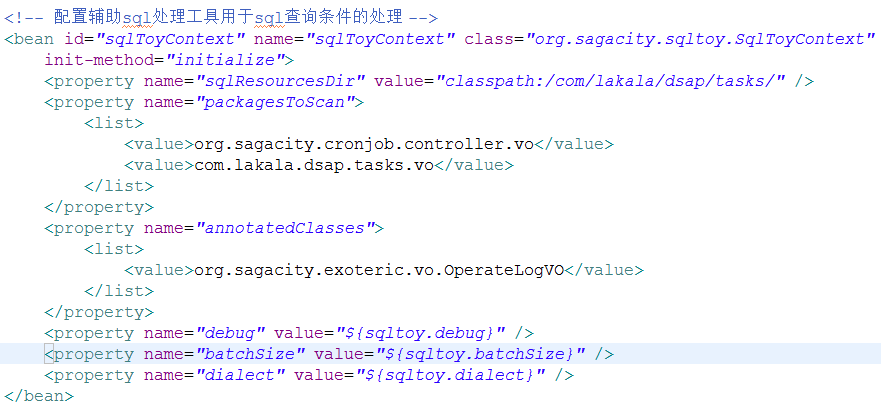 <!-- 配置辅助sql处理工具用于sql查询条件的处理 -->
<bean id="sqlToyContext" name="sqlToyContext" class="org.sagacity.sqltoy.SqlToyContext"
init-method="initialize">
<property name="sqlResourcesDir" value="classpath:/com/lakala/dsap/tasks/" />
<property name="packagesToScan">
<list>
<value>org.sagacity.cronjob.controller.vo</value>
<value>com.lakala.dsap.tasks.vo</value>
</list>
</property>
<property name="annotatedClasses">
<list>
<value>org.sagacity.exoteric.vo.OperateLogVO</value>
</list>
</property>
<property name="debug" value="${sqltoy.debug}" />
<property name="batchSize" value="${sqltoy.batchSize}" />
<property name="dialect" value="${sqltoy.dialect}" />
</bean>